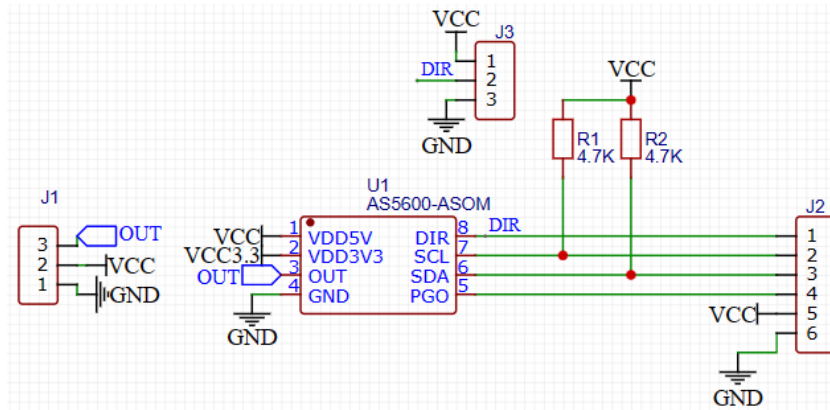 VCC
J3
1
DIR
2
3
GND
VCC
R1
4.7K
R2
4.7K
J1
3
OUT
2
VCC
1
GND
U1
AS5600-ASOM
VCC
1
VDD5V
DIR
8
DIR
VCC3.3
2
VDD3V3
SCL
7
OUT
3
OUT
SDA
6
4
GND
PGO
5
GND
J2
1
2
3
4
VCC
5
6
GND